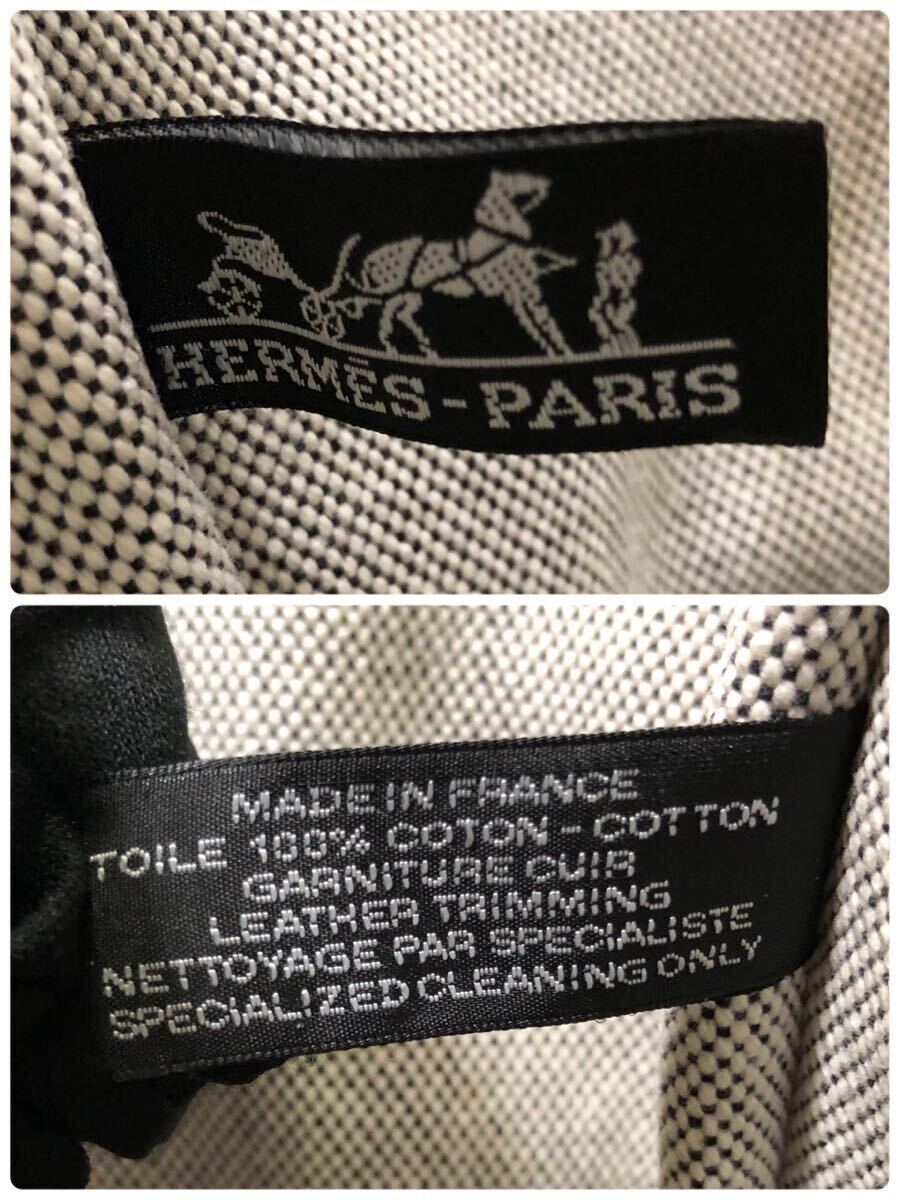 HERMÈS-PARIS
MADE IN FRANCE
TOILE 100% COTON - COTTON
GARNITURE CUIR
LEATHER TRIMMING
NETTOYAGE PAR SPECIALISTE
SPECIALIZED CLEANING ONLY